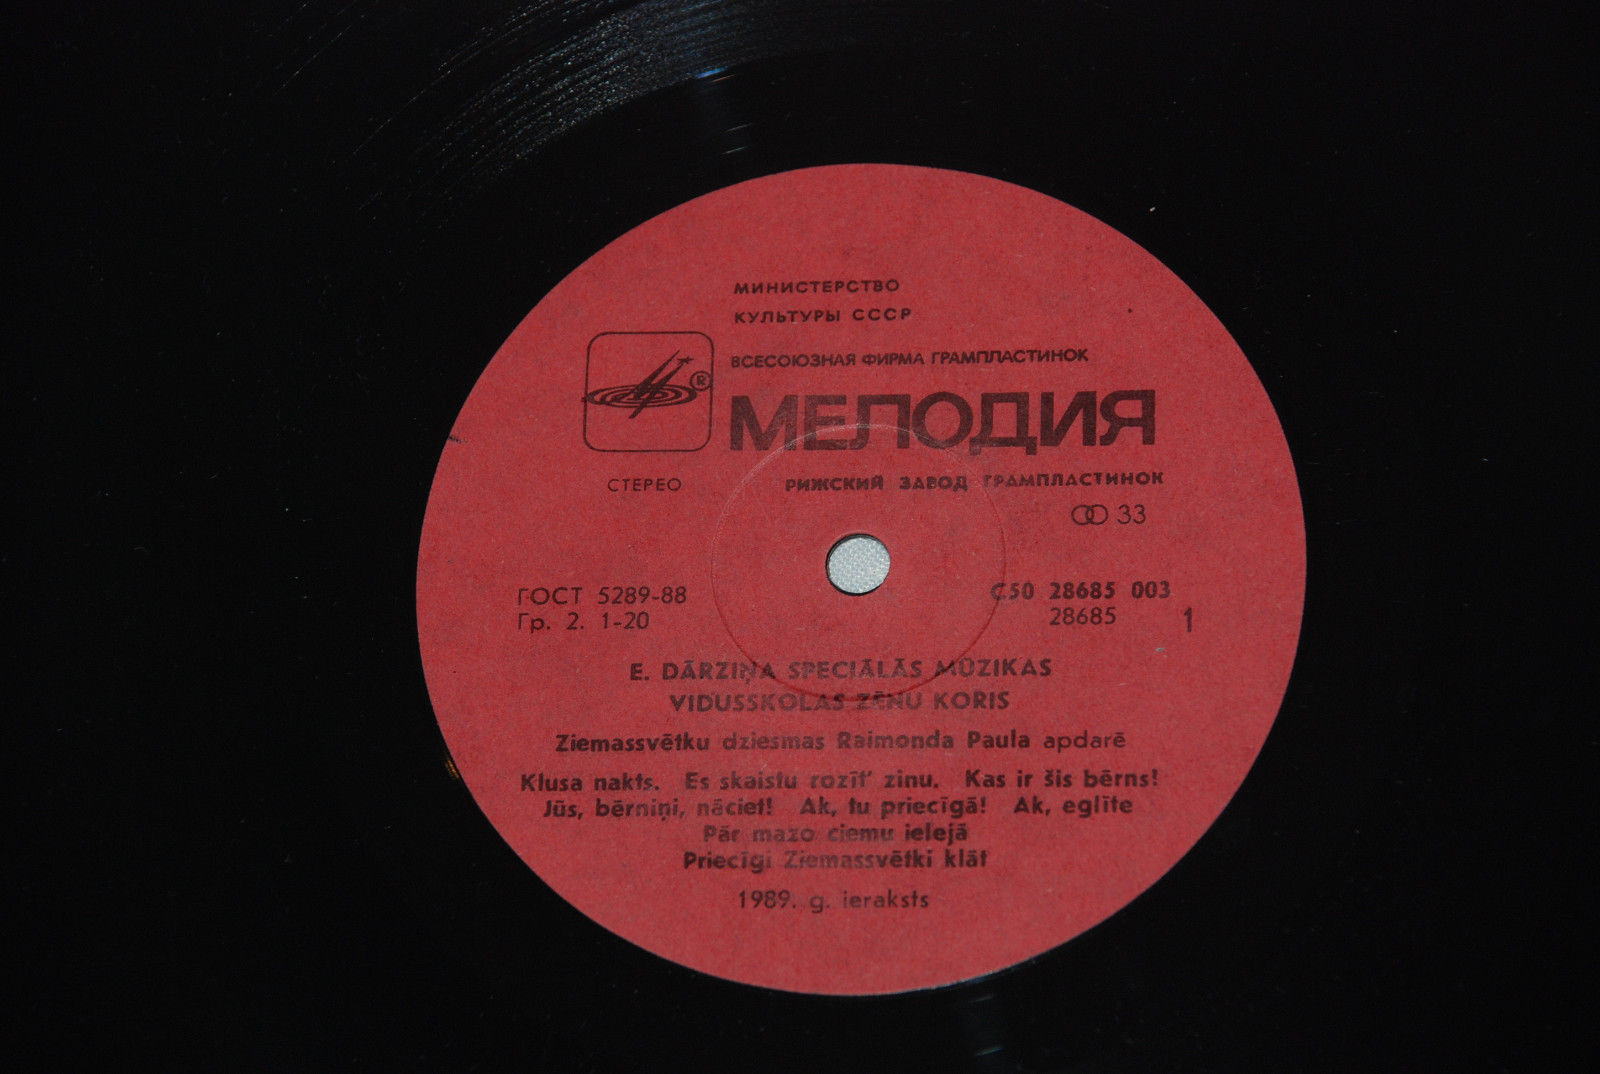 МИНИСТЕРСТВО
КУЛЬТУРЫ СССР
ВСЕСОЮЗНАЯ ФИРМА ГРАМПЛАСТИНОК
®
МЕЛОДИЯ
СТЕРЕО
РИЖСКИЙ ЗАВОД ГРАМПЛАСТИНОК
33
ГОСТ 5289-88
Гр. 2. 1-20
С50 28685 003
28685
1
E. DĀRZIŅA SPECIĀLĀS MŪZIKAS
VIDUSSKOLAS ZĒNU KORIS
Ziemassvētku dziesmas Raimonda Paula apdarē
Klusa nakts. Es skaistu rozīt' zinu. Kas ir šis bērns!
Jūs, bērniņi, nāciet! Ak, tu priecīgā! Ak, eglīte
Pār mazo ciemu ielejā
Priecīgi Ziemassvētki klāt
1989. g. ieraksts